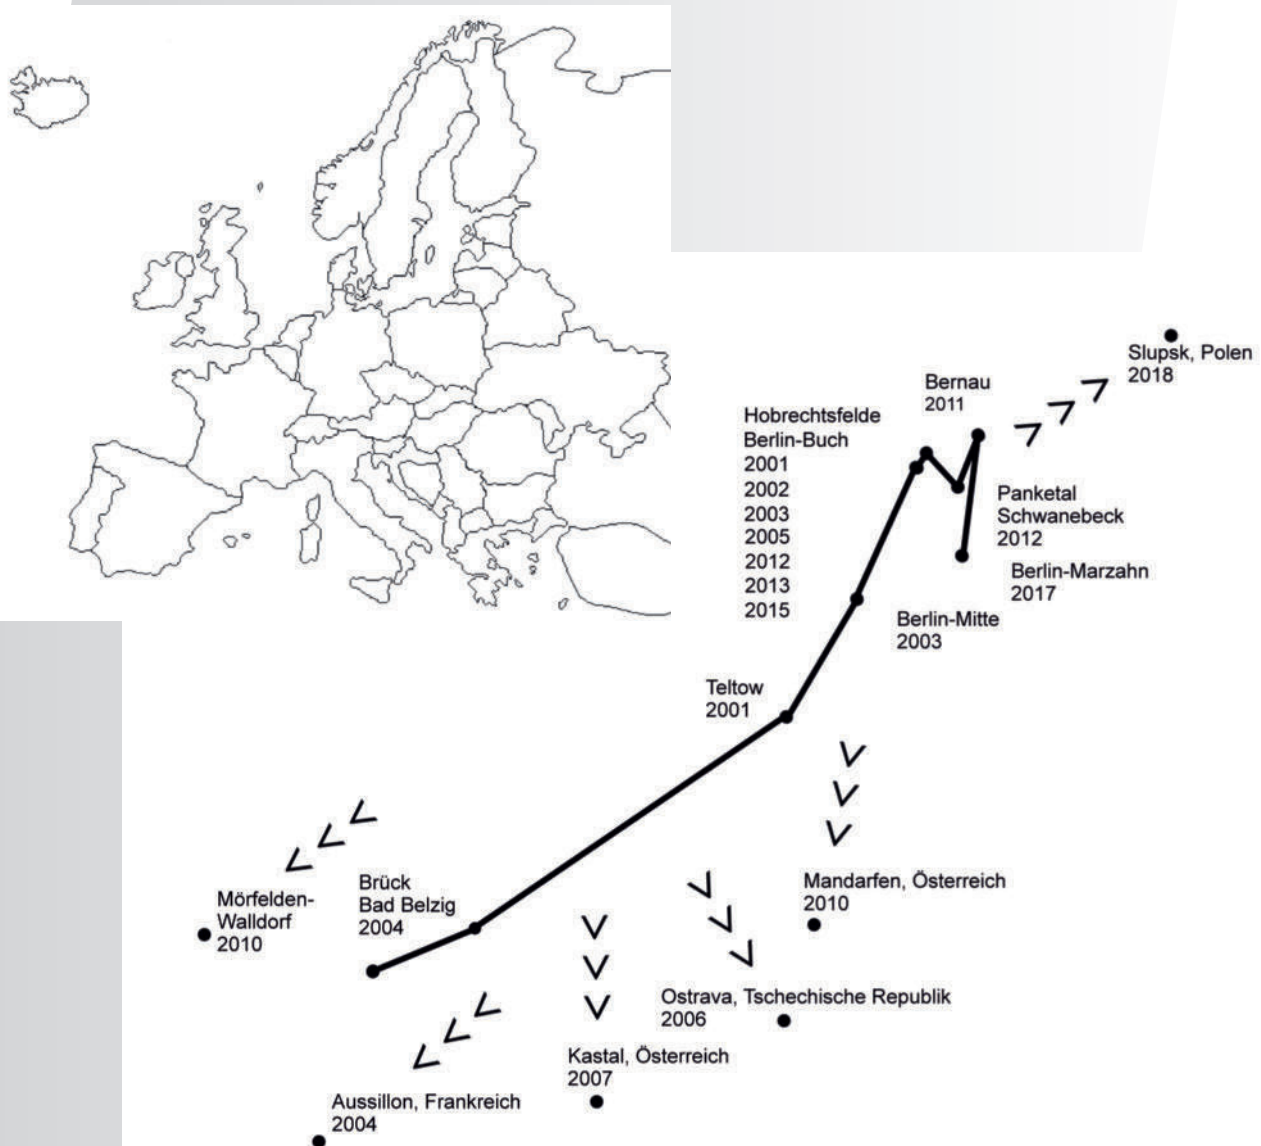 Slupsk, Polen
2018
Bernau
2011
Hobrechtsfelde
Berlin-Buch
2001
2002
2003
2005
2012
2013
2015
Panketal
Schwanebeck
2012
Berlin-Marzahn
2017
Berlin-Mitte
2003
Teltow
2001
Mörfelden-
Walldorf
2010
Brück
Bad Belzig
2004
Mandarfen, Österreich
2010
Ostrava, Tschechische Republik
2006
Kastal, Österreich
2007
Aussillon, Frankreich
2004